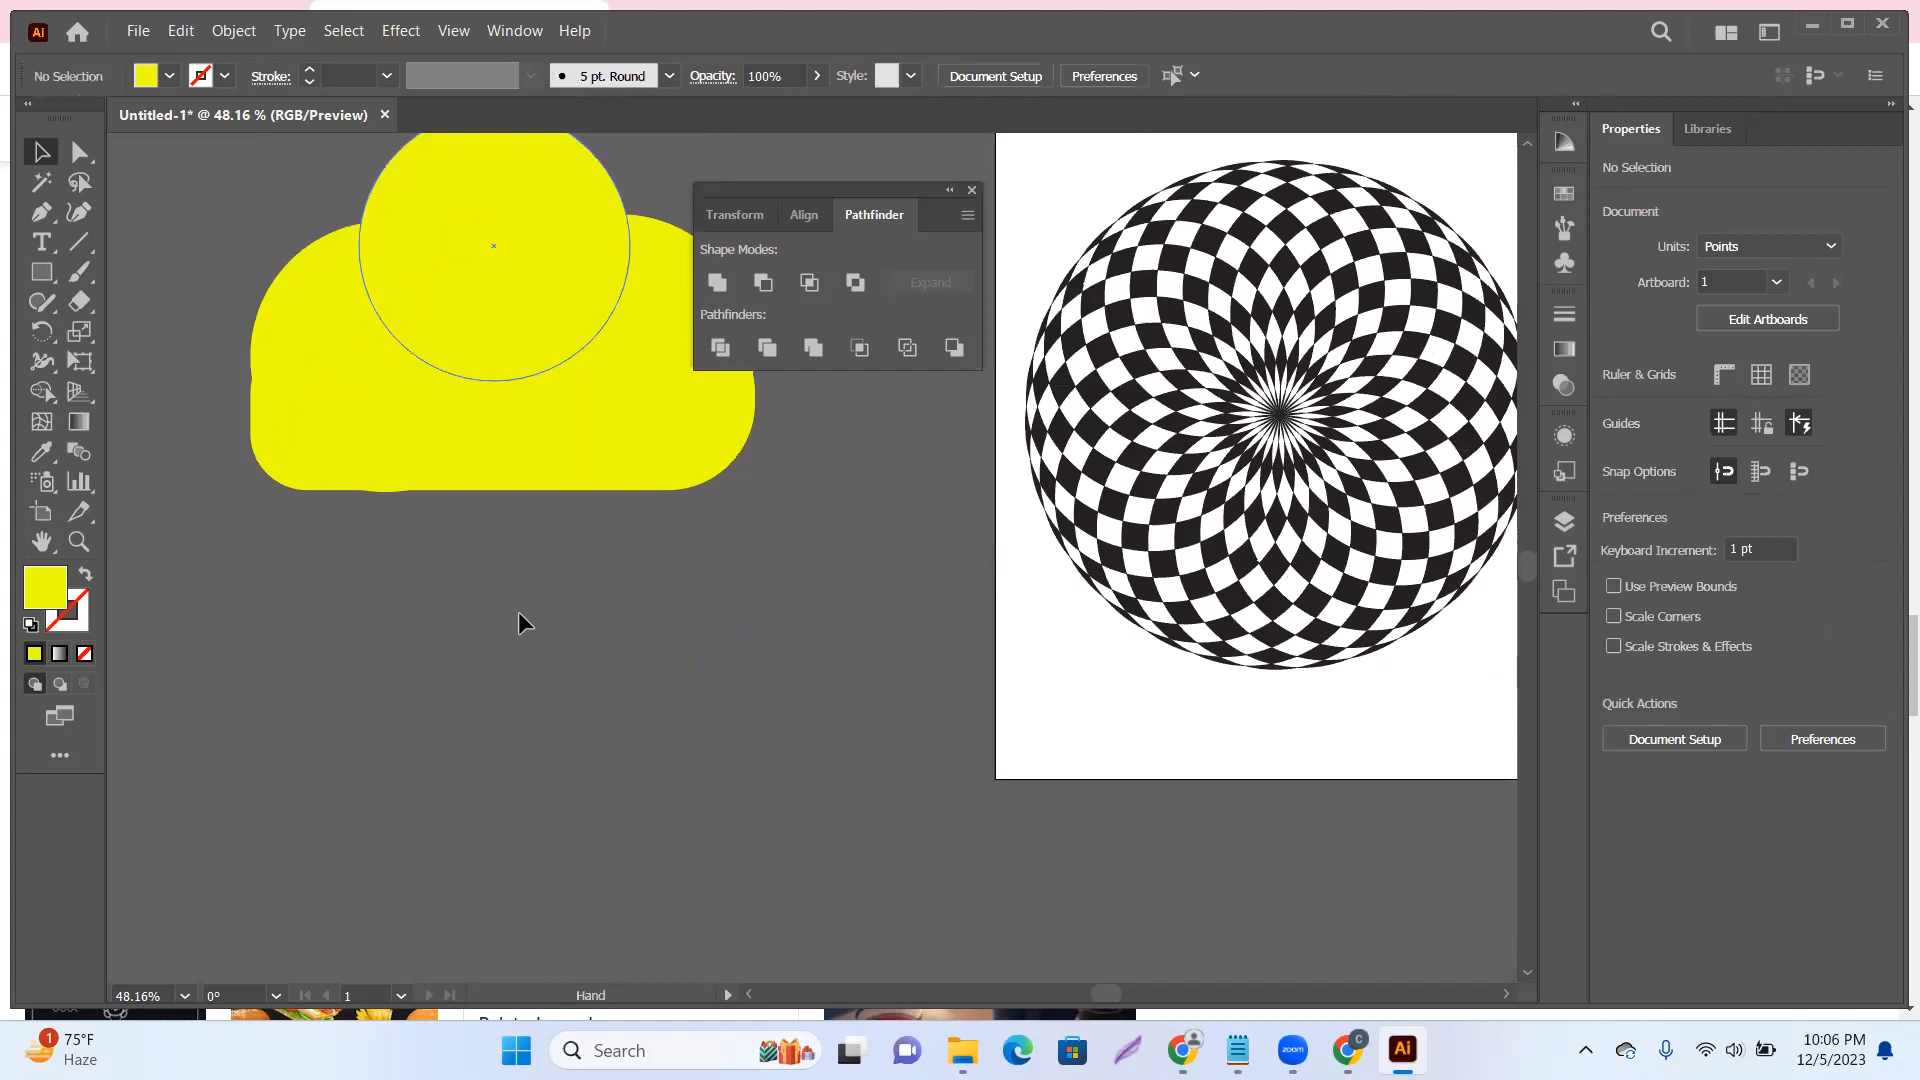 Ai
File Edit Object Type Select Effect View Window Help
No Selection Stroke: 5 pt. Round Opacity: 100% Style: Document Setup Preferences
Untitled-1* @ 48.16 % (RGB/Preview) ×
Transform Align Pathfinder
Shape Modes:
Expand
Pathfinders:
Properties Libraries
No Selection
Document
Units: Points
Artboard: 1
Edit Artboards
Ruler & Grids
Guides
Snap Options
Preferences
Keyboard Increment: 1 pt
Use Preview Bounds
Scale Corners
Scale Strokes & Effects
Quick Actions
Document Setup Preferences
48.16% 0° 1 Hand
1 75°F
Haze
Search
zoom
C
Ai
10:06 PM
12/5/2023